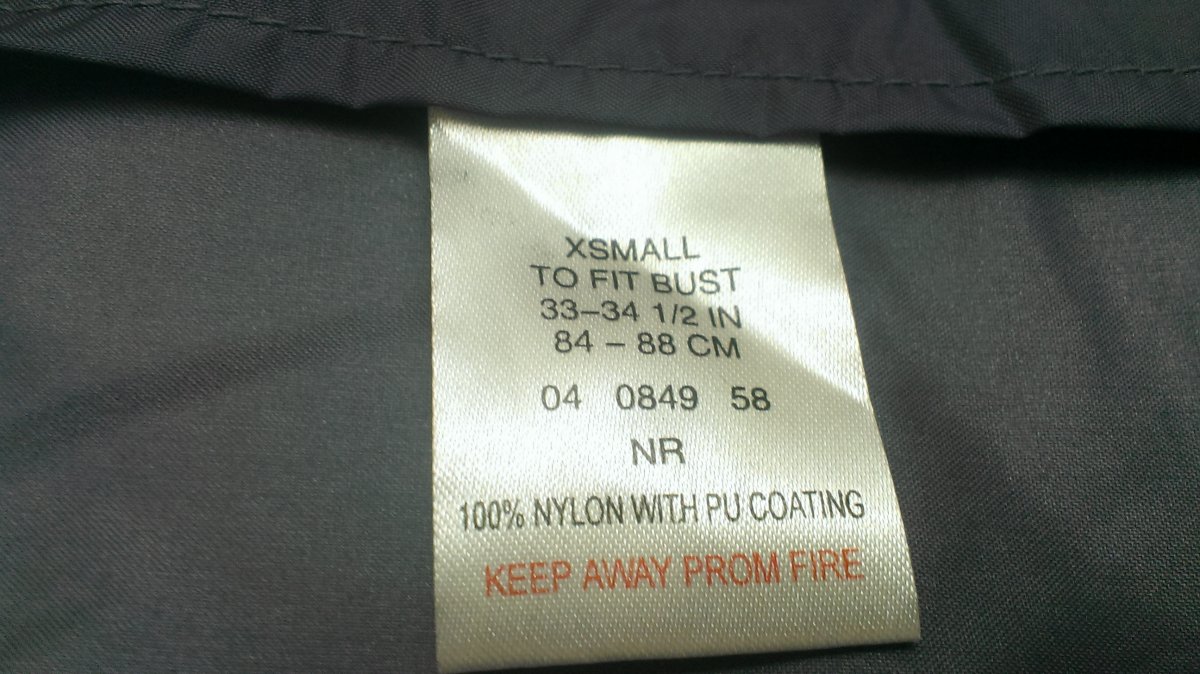 XSMALL
TO FIT BUST
33–34 1/2 IN
84 – 88 CM
04 0849 58
NR
100% NYLON WITH PU COATING
KEEP AWAY PROM FIRE